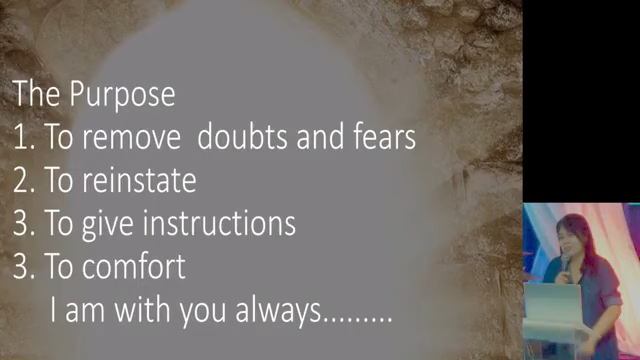 The Purpose
1. To remove  doubts and fears
2. To reinstate
3. To give instructions
3. To comfort
I am with you always.........